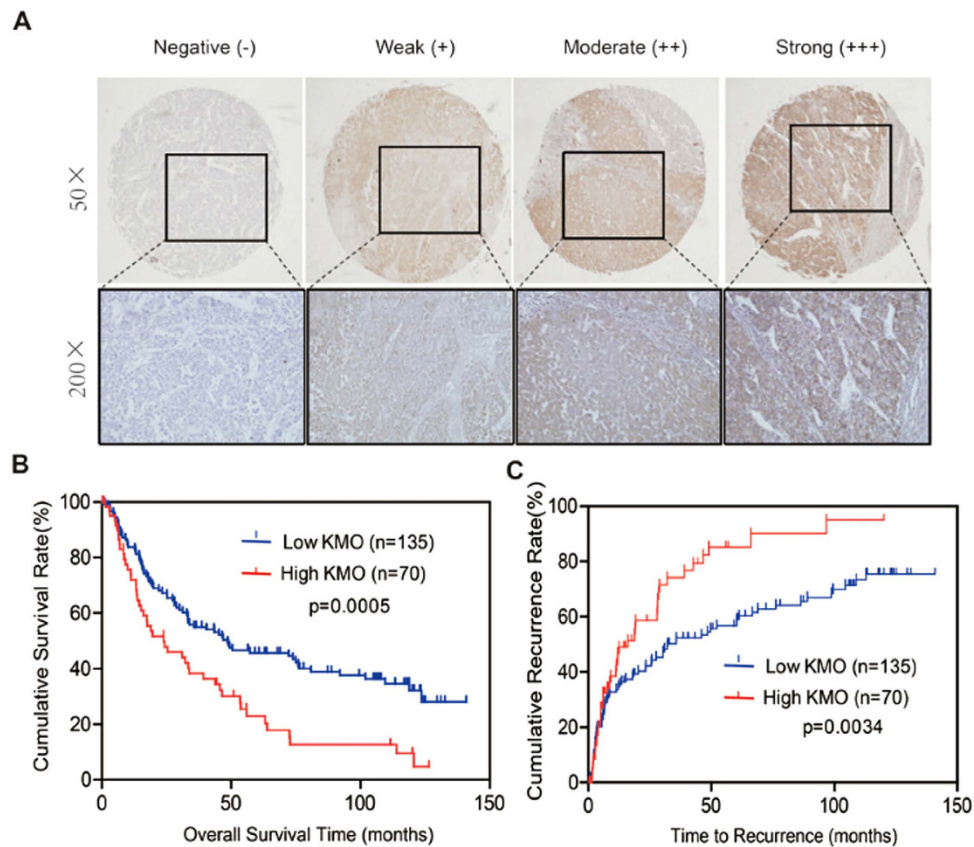 A
Negative (-)
Weak (+)
Moderate (++)
Strong (+++)
50×
200×
B
Cumulative Survival Rate(%)
100
80
60
40
20
0
Low KMO (n=135)
High KMO (n=70)
p=0.0005
0
50
100
150
Overall Survival Time (months)
C
Cumulative Recurrence Rate(%)
100
80
60
40
20
0
Low KMO (n=135)
High KMO (n=70)
p=0.0034
0
50
100
150
Time to Recurrence (months)